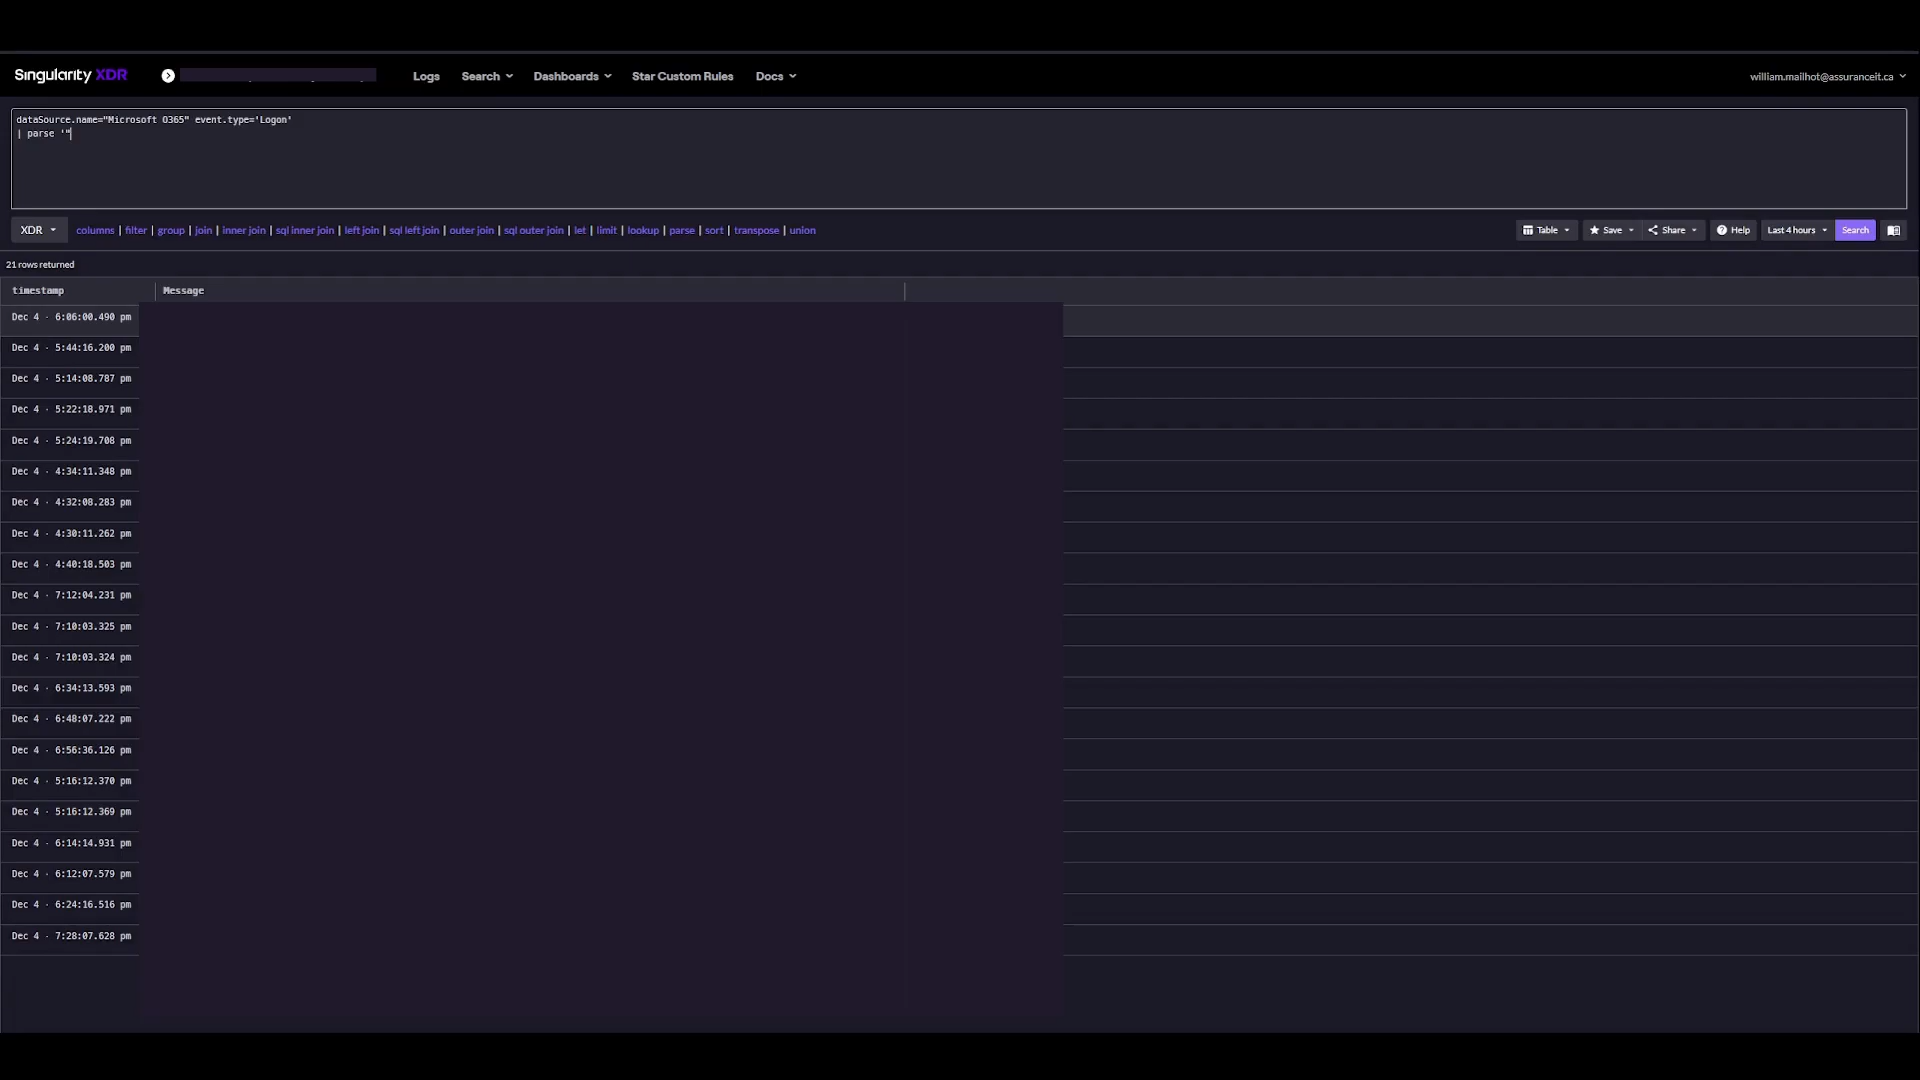 Singularity XDR
Logs Search Dashboards Star Custom Rules Docs
william.mailhot@assuranceit.ca
dataSource.name="Microsoft O365" event.type='Logon'
| parse '"
XDR
columns | filter | group | join | inner join | sql inner join | left join | sql left join | outer join | sql outer join | let | limit | lookup | parse | sort | transpose | union
Table Save Share Help Last 4 hours Search
21 rows returned
timestamp Message
Dec 4 · 6:06:00.490 pm
Dec 4 · 5:44:16.200 pm
Dec 4 · 5:14:08.787 pm
Dec 4 · 5:22:18.971 pm
Dec 4 · 5:24:19.708 pm
Dec 4 · 4:34:11.348 pm
Dec 4 · 4:32:08.283 pm
Dec 4 · 4:30:11.262 pm
Dec 4 · 4:40:18.503 pm
Dec 4 · 7:12:04.231 pm
Dec 4 · 7:10:03.325 pm
Dec 4 · 7:10:03.324 pm
Dec 4 · 6:34:13.593 pm
Dec 4 · 6:48:07.222 pm
Dec 4 · 6:56:36.126 pm
Dec 4 · 5:16:12.370 pm
Dec 4 · 5:16:12.369 pm
Dec 4 · 6:14:14.931 pm
Dec 4 · 6:12:07.579 pm
Dec 4 · 6:24:16.516 pm
Dec 4 · 7:28:07.628 pm